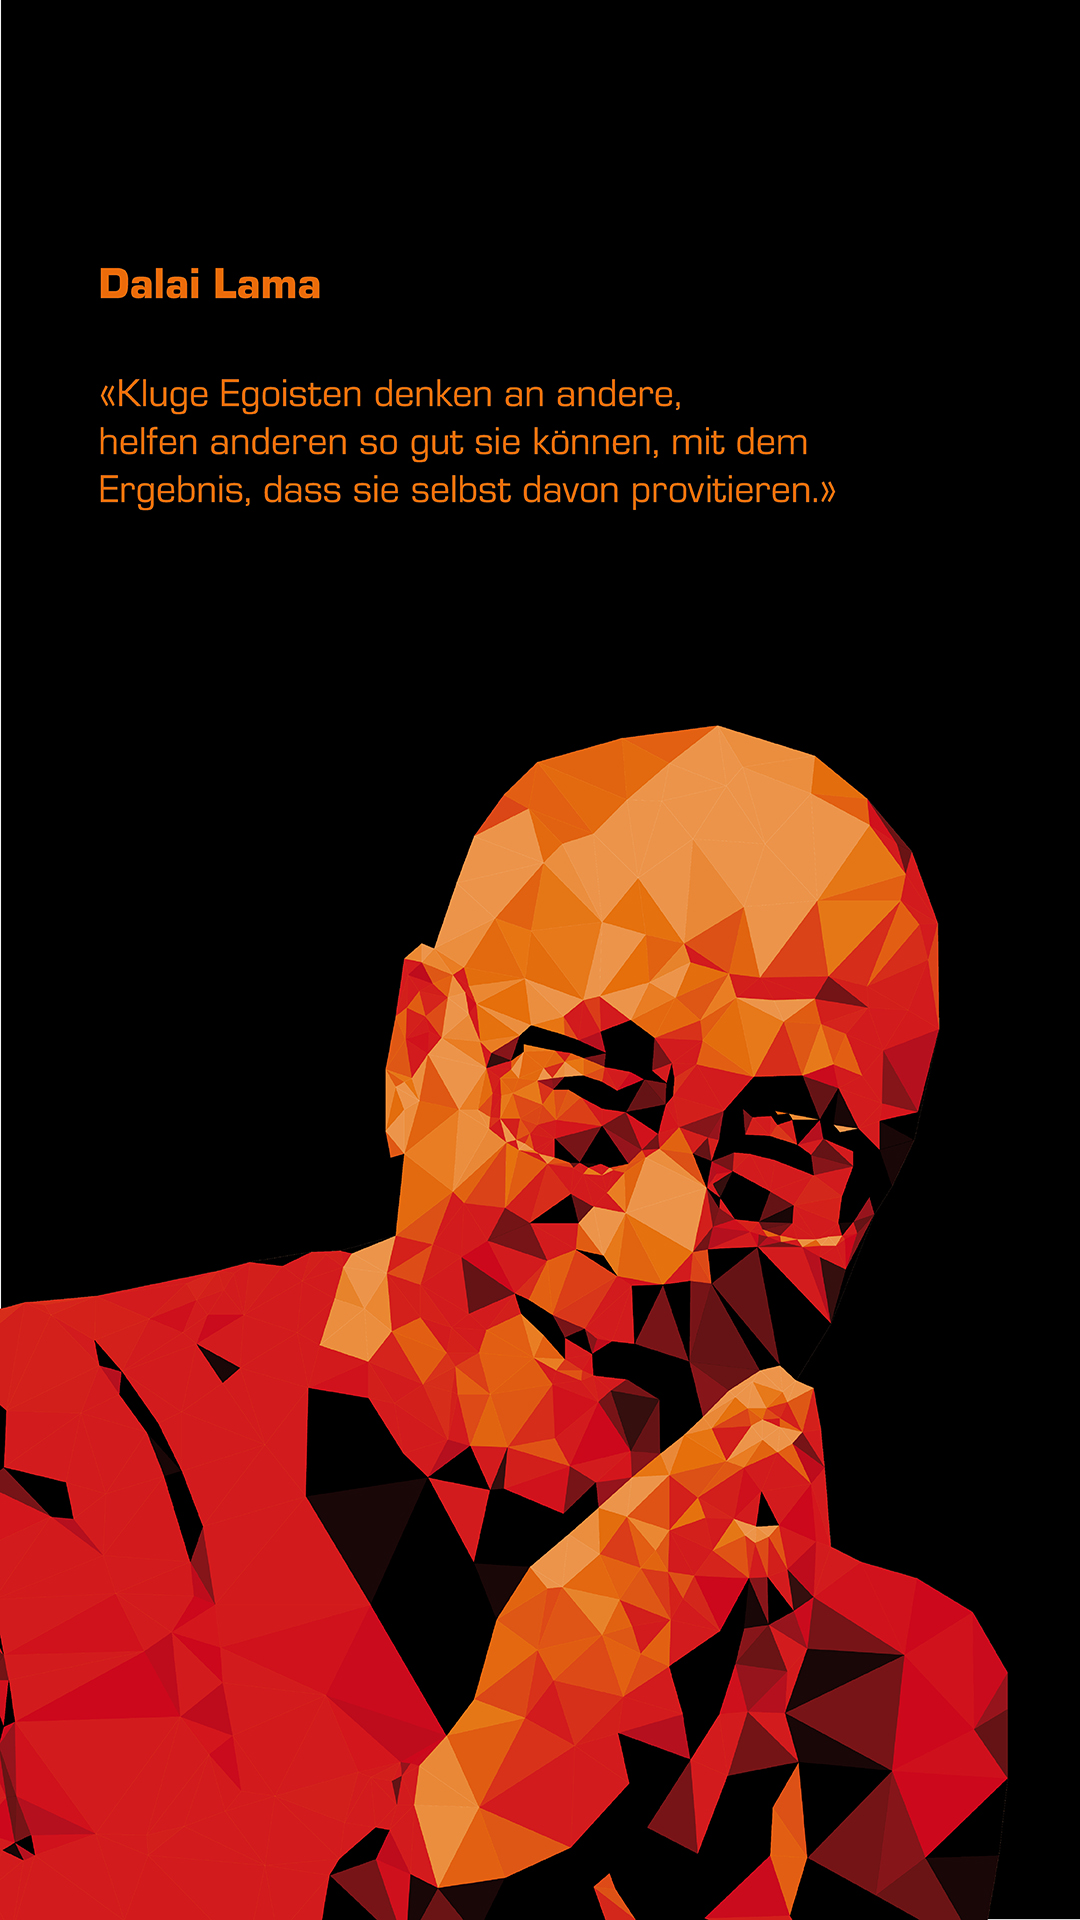 Dalai Lama
«Kluge Egoisten denken an andere,
helfen anderen so gut sie können, mit dem
Ergebnis, dass sie selbst davon provitieren.»